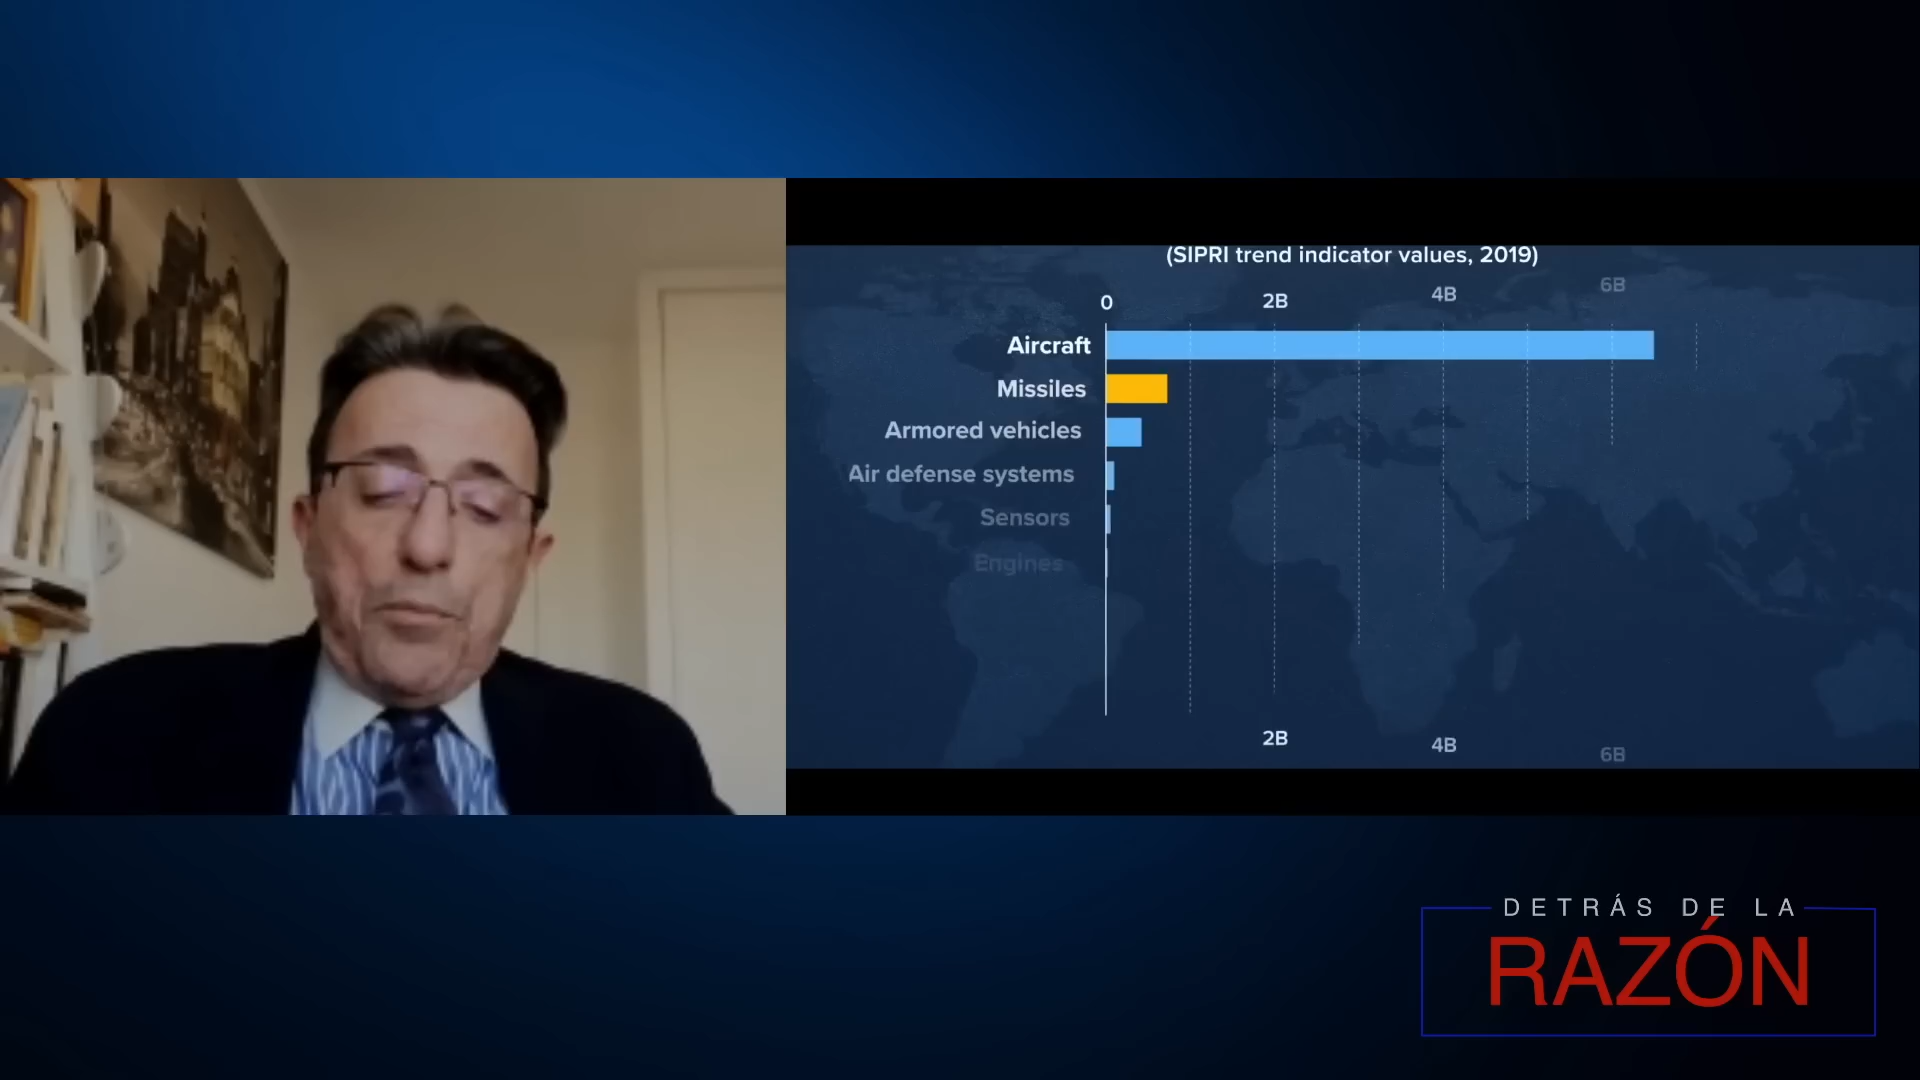 (SIPRI trend indicator values, 2019)
0 2B 4B 6B
Aircraft
Missiles
Armored vehicles
Air defense systems
Sensors
Engines
2B 4B 6B
DETRÁS DE LA
RAZÓN